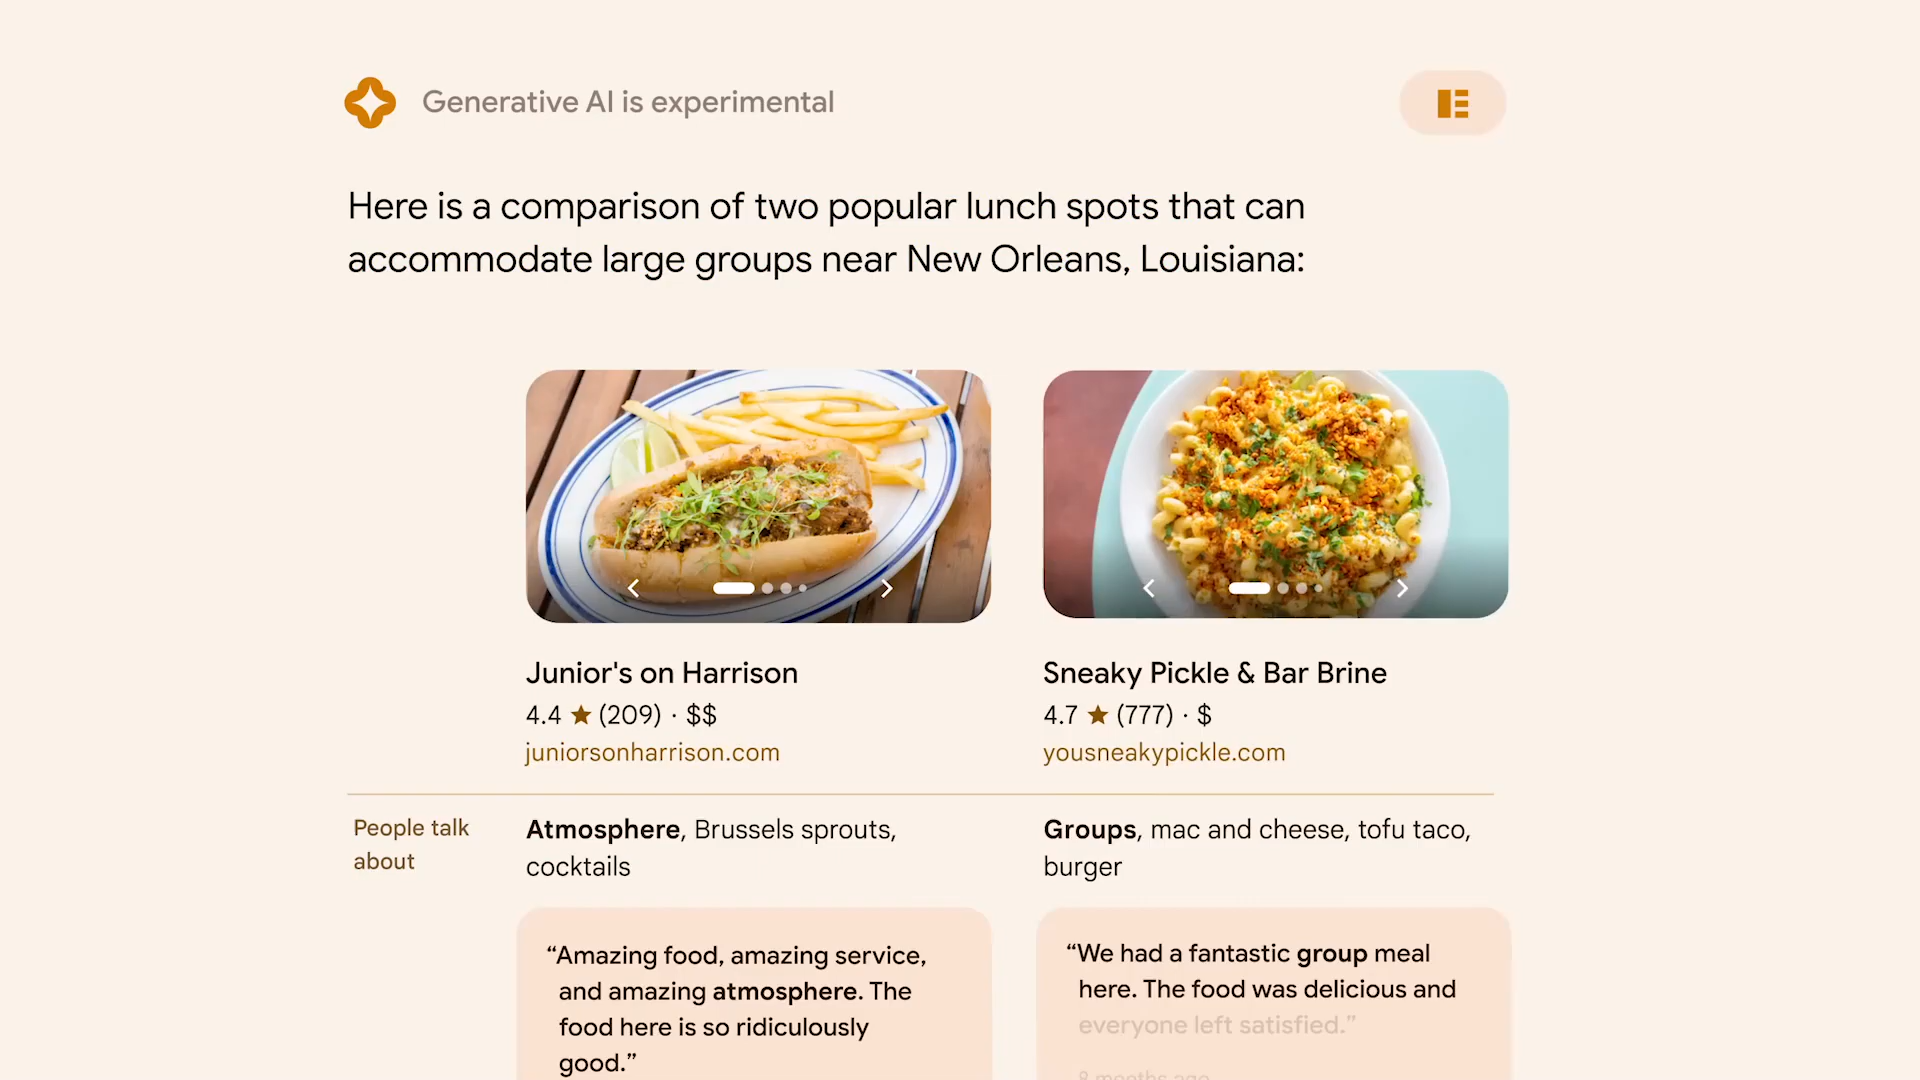 Generative AI is experimental
Here is a comparison of two popular lunch spots that can
accommodate large groups near New Orleans, Louisiana:
Junior's on Harrison
4.4 ★ (209) · $$
juniorsonharrison.com
Sneaky Pickle & Bar Brine
4.7 ★ (777) · $
yousneakypickle.com
People talk
about
Atmosphere, Brussels sprouts,
cocktails
Groups, mac and cheese, tofu taco,
burger
“Amazing food, amazing service,
and amazing atmosphere. The
food here is so ridiculously
good.”
“We had a fantastic group meal
here. The food was delicious and
everyone left satisfied.”
months ago